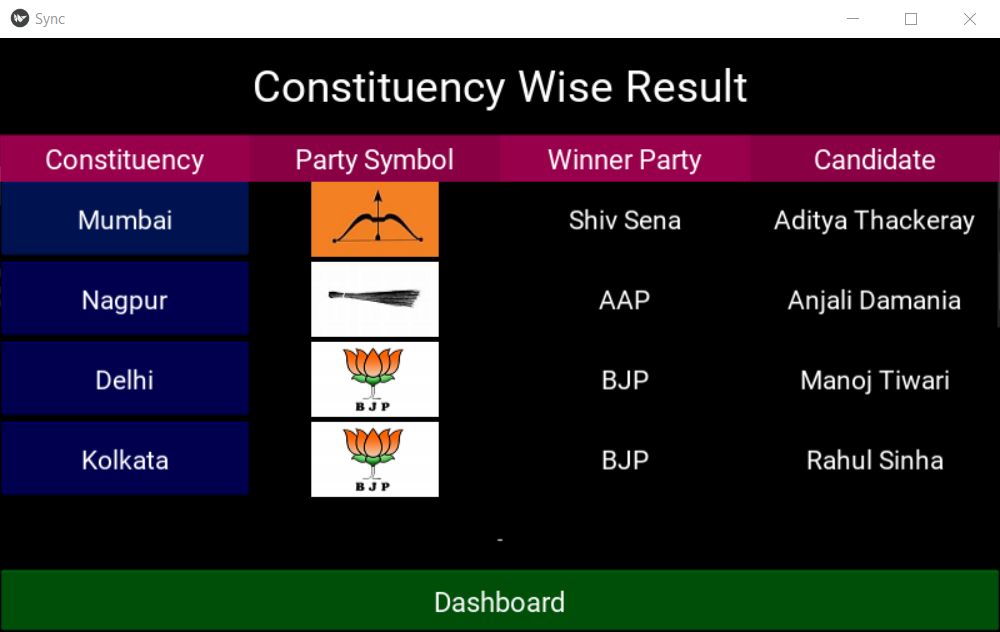 Sync
Constituency Wise Result
Constituency Party Symbol Winner Party Candidate
Mumbai Shiv Sena Aditya Thackeray
Nagpur AAP Anjali Damania
Delhi BJP BJP Manoj Tiwari
Kolkata BJP BJP Rahul Sinha
-
Dashboard